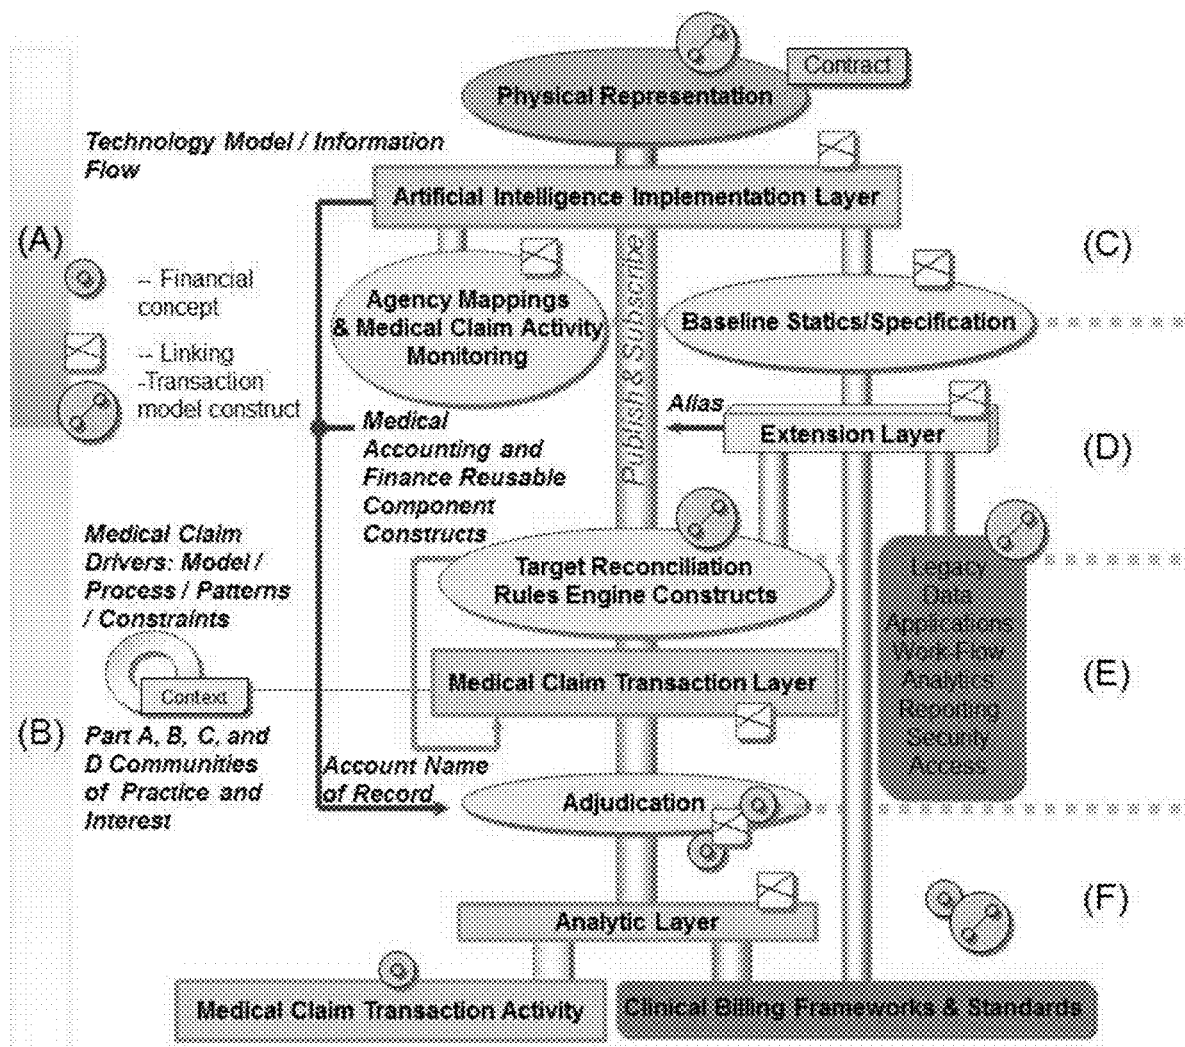 Contract
Physical Representation
Technology Model / Information
Flow
Artificial Intelligence Implementation Layer
(A)
(C)
-- Financial
concept
Agency Mappings
& Medical Claim Activity
Monitoring
Publish & Subscribe
Baseline Statics/Specification
-- Linking
-Transaction
model construct
Alias
Extension Layer
(D)
Medical
Accounting and
Finance Reusable
Component
Constructs
Medical Claim
Drivers: Model /
Process / Patterns
/ Constraints
Target Reconciliation
Rules Engine Constructs
Legacy
Data
Applications
Work Flow
Analytics
Reporting
Security
Access
Context
Medical Claim Transaction Layer
(E)
(B)
Part A, B, C, and
D Communities
of Practice and
Interest
Account Name
of Record
Adjudication
Analytic Layer
(F)
Medical Claim Transaction Activity
Clinical Billing Frameworks & Standards